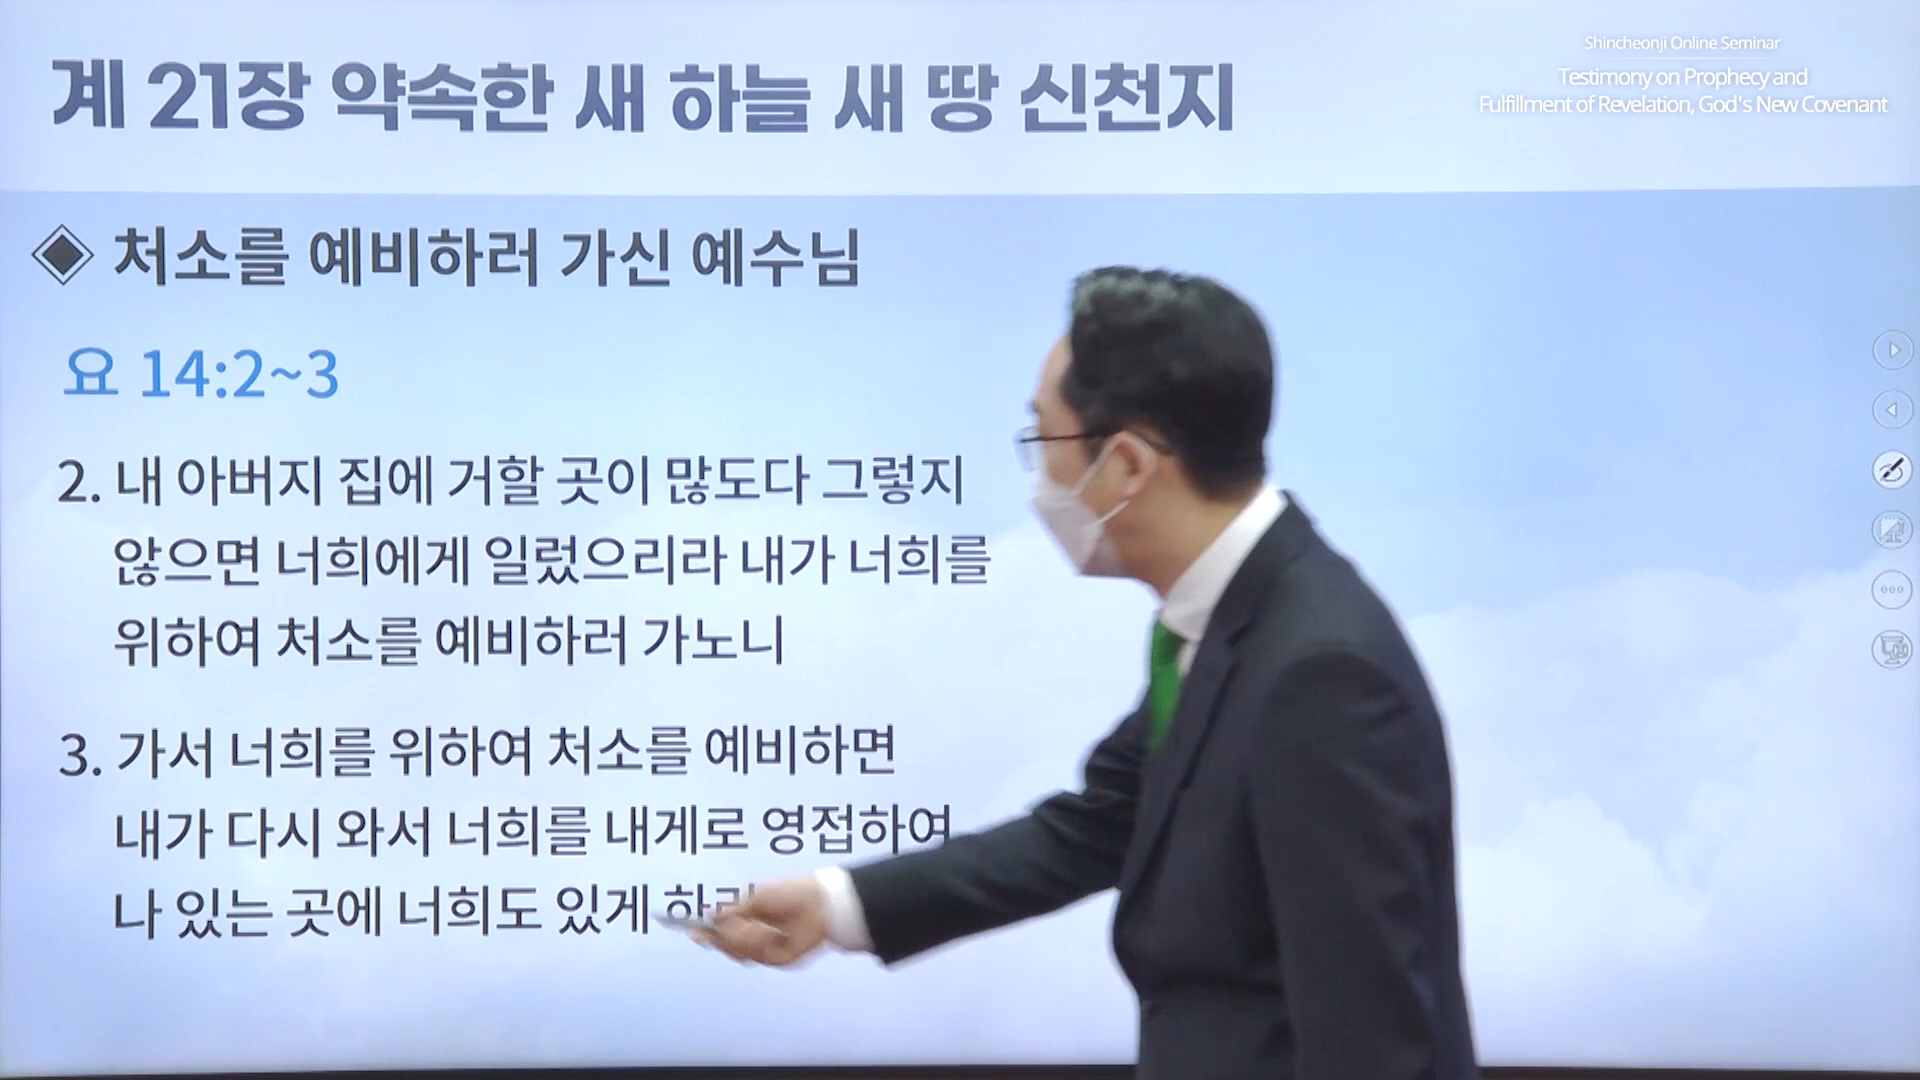 계 21장 약속한 새 하늘 새 땅 신천지
Shincheonji Online Seminar
Testimony on Prophecy and
Fulfillment of Revelation, God's New Covenant
처소를 예비하러 가신 예수님
요 14:2~3
2. 내 아버지 집에 거할 곳이 많도다 그렇지
않으면 너희에게 일렀으리라 내가 너희를
위하여 처소를 예비하러 가노니
3. 가서 너희를 위하여 처소를 예비하면
내가 다시 와서 너희를 내게로 영접하여
나 있는 곳에 너희도 있게